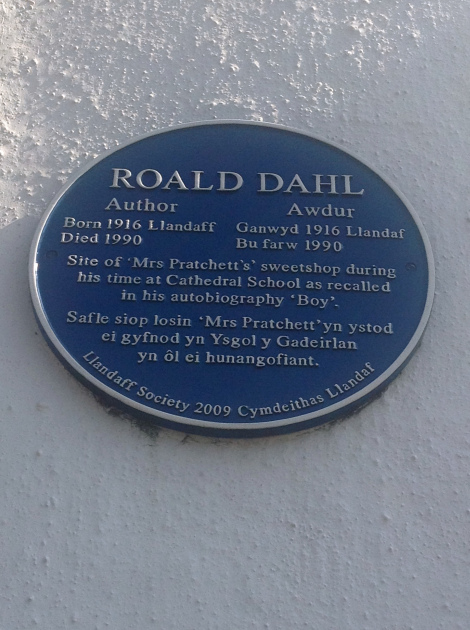 ROALD DAHL
Author Awdur
Born 1916 Llandaff Ganwyd 1916 Llandaf
Died 1990 Bu farw 1990
Site of 'Mrs Pratchett's' sweetshop during
his time at Cathedral School as recalled
in his autobiography 'Boy'.
Safle siop losin 'Mrs Pratchett' yn ystod
ei gyfnod yn Ysgol y Gadeirlan
yn ôl ei hunangofiant.
Llandaff Society 2009 Cymdeithas Llandaf